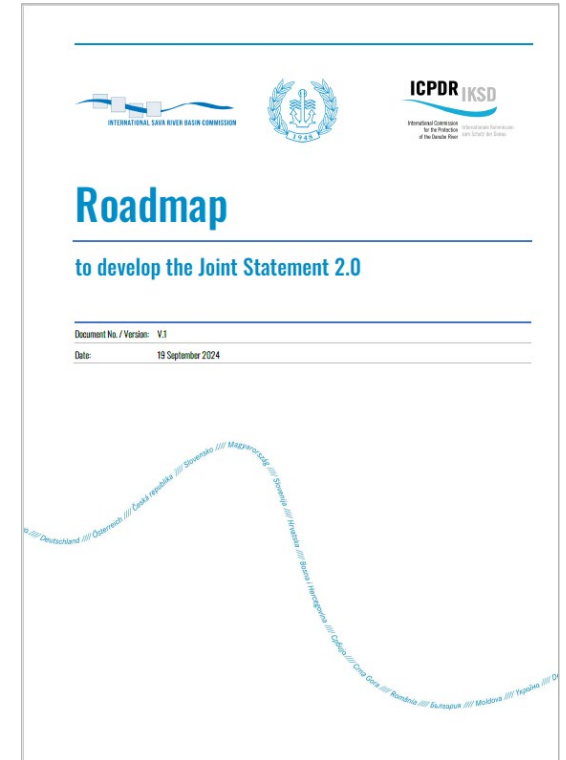 ICPDR IKSD
INTERNATIONAL SAVA RIVER BASIN COMMISSION
International Commission
for the Protection
of the Danube River
Internationale Kommission
zum Schutz der Donau
1948
Roadmap
to develop the Joint Statement 2.0
Document No. / Version: V.1
Date: 19 September 2024
//// Deutschland //// Österreich //// Česká republika //// Slovensko //// Magyarország //// Slovenija //// Hrvatska //// Bosna i Hercegovina //// Србија //// Crna Gora //// România //// България //// Moldova //// Україна ////